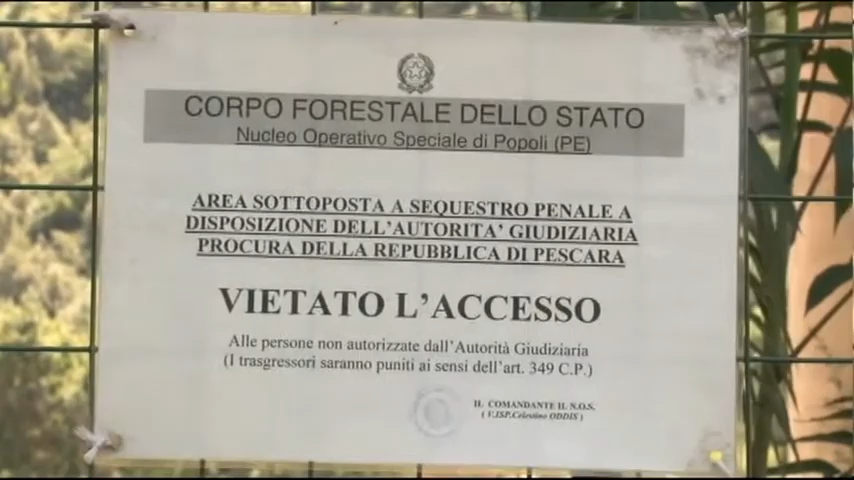 CORPO FORESTALE DELLO STATO
Nucleo Operativo Speciale di Popoli (PE)
AREA SOTTOPOSTA A SEQUESTRO PENALE A
DISPOSIZIONE DELL'AUTORITA' GIUDIZIARIA
PROCURA DELLA REPUBBLICA DI PESCARA
VIETATO L'ACCESSO
Alle persone non autorizzate dall'Autorità Giudiziaria
(I trasgressori saranno puniti ai sensi dell'art. 349 C.P.)
IL COMANDANTE IL N.O.S.
( V.ISP.Celestino ODDIS )